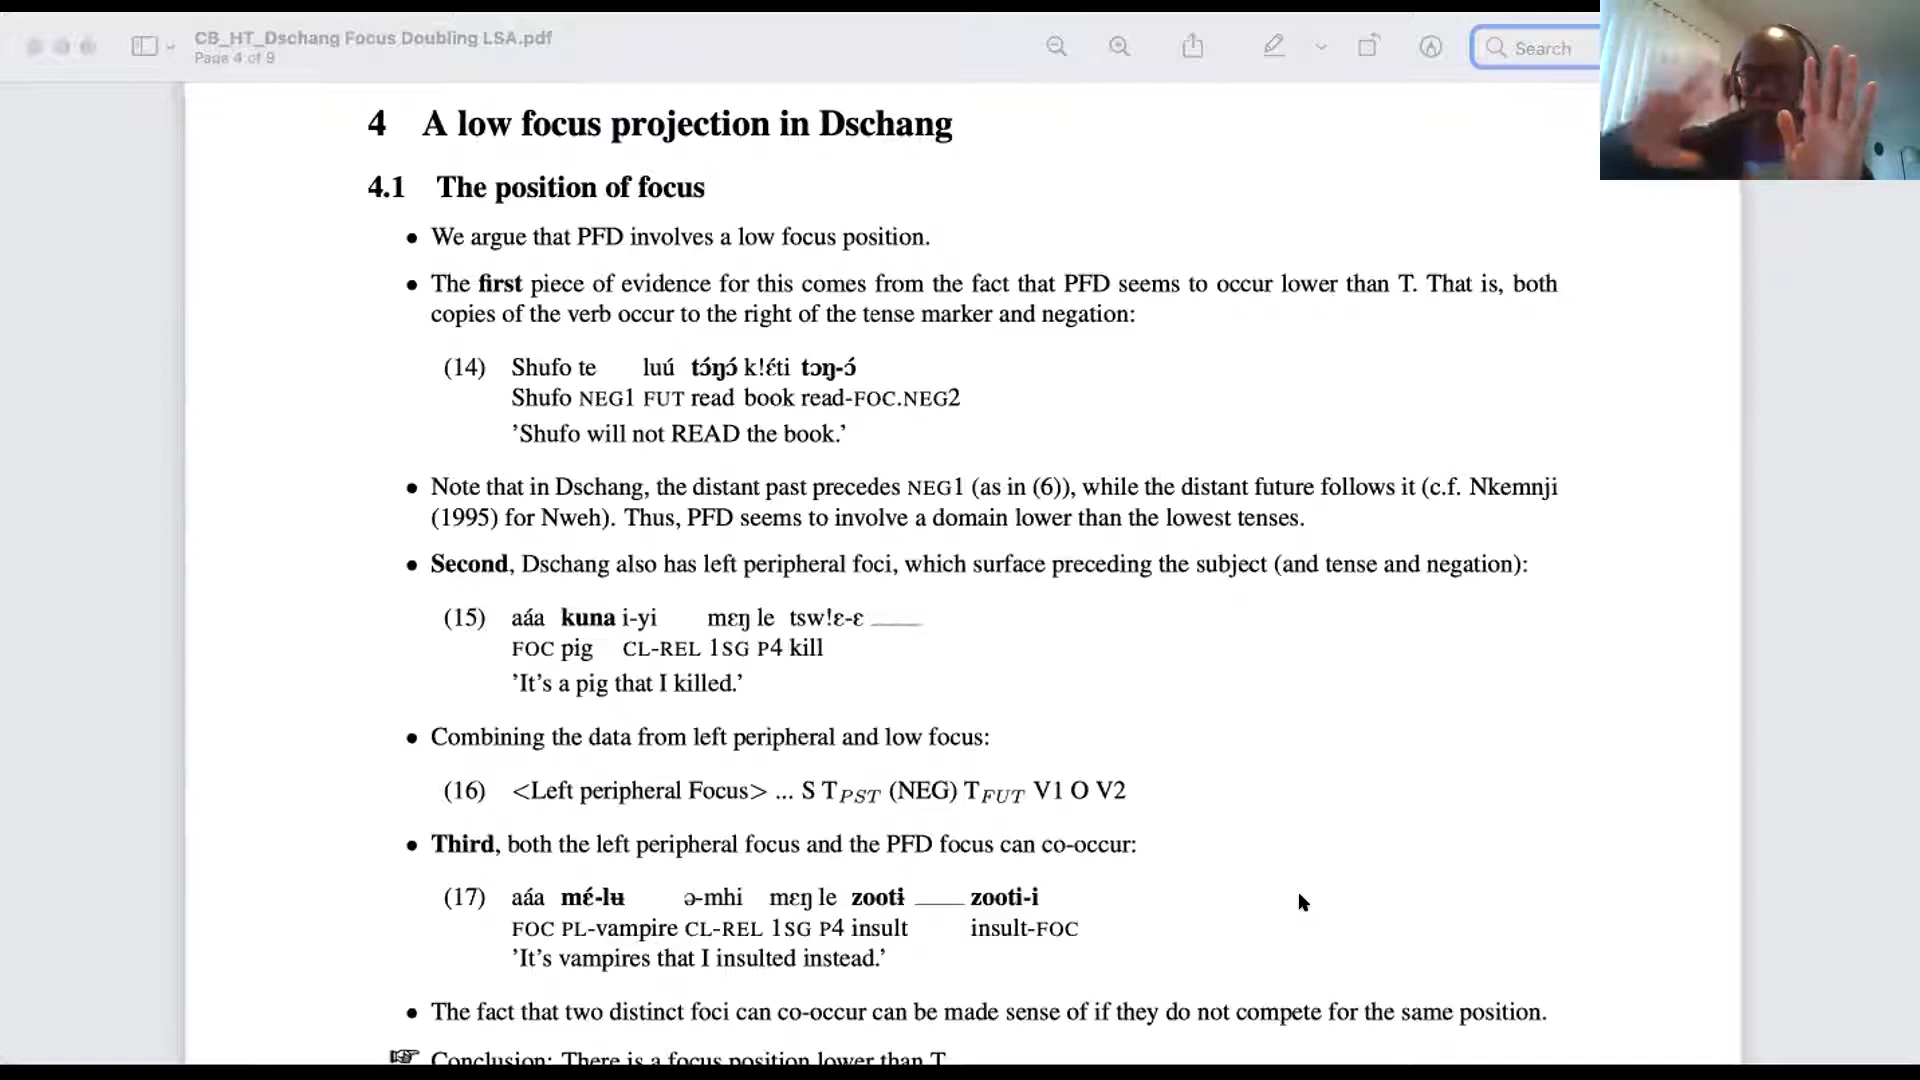 CB_HT_Dschang Focus Doubling LSA.pdf
Page 4 of 9
Search
4 A low focus projection in Dschang
4.1 The position of focus
• We argue that PFD involves a low focus position.
• The first piece of evidence for this comes from the fact that PFD seems to occur lower than T. That is, both
copies of the verb occur to the right of the tense marker and negation:
(14) Shufo te luú tɔ́ŋɔ́ k!ɛ́ti tɔŋ-ɔ́
Shufo NEG1 FUT read book read-FOC.NEG2
’Shufo will not READ the book.’
• Note that in Dschang, the distant past precedes NEG1 (as in (6)), while the distant future follows it (c.f. Nkemnji
(1995) for Nweh). Thus, PFD seems to involve a domain lower than the lowest tenses.
• Second, Dschang also has left peripheral foci, which surface preceding the subject (and tense and negation):
(15) aáa kuna i-yi mɛŋ le tsw!ɛ-ɛ ____
FOC pig CL-REL 1SG P4 kill
’It’s a pig that I killed.’
• Combining the data from left peripheral and low focus:
(16) <Left peripheral Focus> ... S T_PST (NEG) T_FUT V1 O V2
• Third, both the left peripheral focus and the PFD focus can co-occur:
(17) aáa mé-lʉ ə-mhi mɛŋ le zootɨ ____ zooti-i
FOC PL-vampire CL-REL 1SG P4 insult insult-FOC
’It’s vampires that I insulted instead.’
• The fact that two distinct foci can co-occur can be made sense of if they do not compete for the same position.
☞ Conclusion: There is a focus position lower than T.